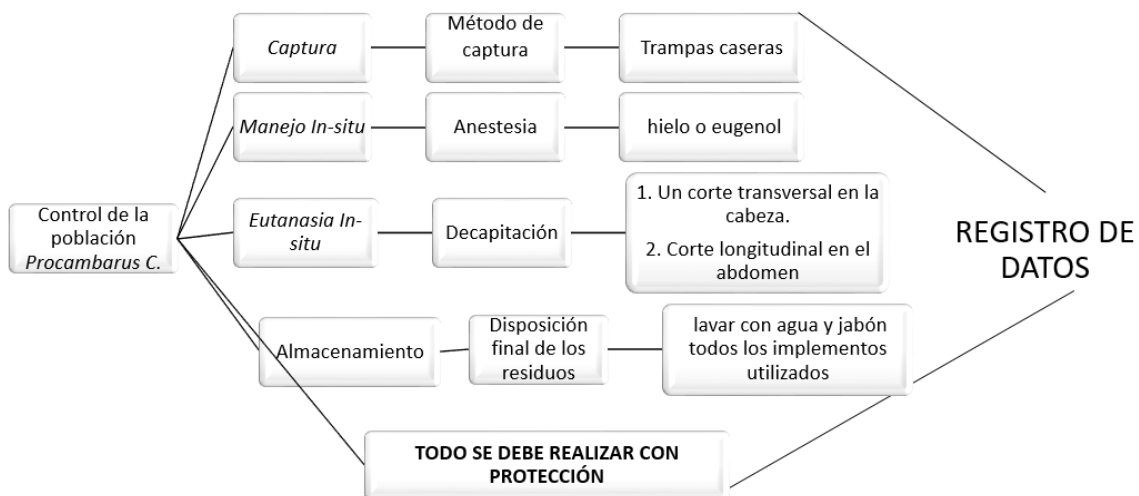 Control de la
población
Procambarus C.
Captura
Método de
captura
Trampas caseras
Manejo In-situ
Anestesia
hielo o eugenol
Eutanasia In-
situ
Decapitación
1. Un corte transversal en la
cabeza.
2. Corte longitudinal en el
abdomen
Almacenamiento
Disposición
final de los
residuos
lavar con agua y jabón
todos los implementos
utilizados
TODO SE DEBE REALIZAR CON
PROTECCIÓN
REGISTRO DE
DATOS